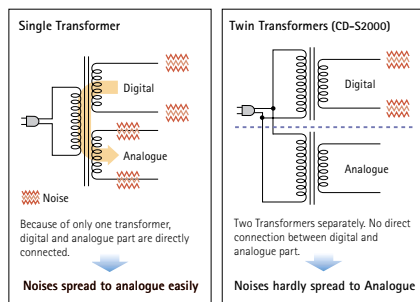 Single Transformer
Digital
Analogue
Noise
Because of only one transformer,
digital and analogue part are directly
connected.
Noises spread to analogue easily
Twin Transformers (CD-S2000)
Digital
Analogue
Two Transformers separately. No direct
connection between digital and
analogue part.
Noises hardly spread to Analogue